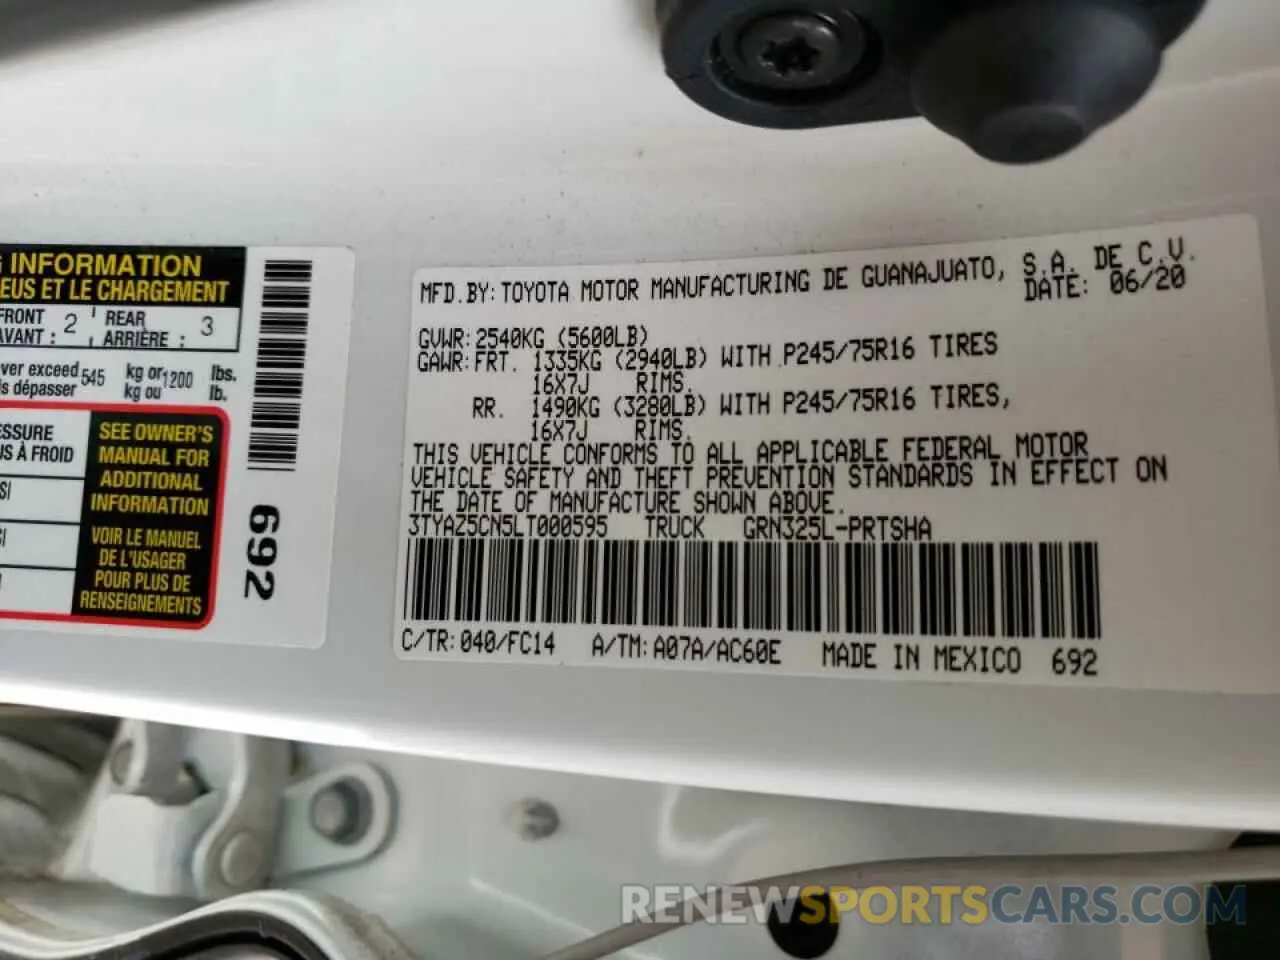 INFORMATION
EUS ET LE CHARGEMENT
FRONT 2 REAR 3
AVANT : ARRIÈRE :
ver exceed 545 kg or 1200 lbs.
s dépasser kg ou lb.
ESSURE
US À FROID
SI
SEE OWNER'S
MANUAL FOR
ADDITIONAL
INFORMATION
VOIR LE MANUEL
DE L'USAGER
POUR PLUS DE
RENSEIGNEMENTS
692
MFD.BY:TOYOTA MOTOR MANUFACTURING DE GUANAJUATO, S.A. DE C.V.
DATE: 06/20
GVWR:2540KG (5600LB)
GAWR:FRT. 1335KG (2940LB) WITH P245/75R16 TIRES
16X7J RIMS.
RR. 1490KG (3280LB) WITH P245/75R16 TIRES,
16X7J RIMS.
THIS VEHICLE CONFORMS TO ALL APPLICABLE FEDERAL MOTOR
VEHICLE SAFETY AND THEFT PREVENTION STANDARDS IN EFFECT ON
THE DATE OF MANUFACTURE SHOWN ABOVE.
3TYAZ5CN5LT000595 TRUCK GRN325L-PRTSHA
C/TR:040/FC14 A/TM:A07A/AC60E MADE IN MEXICO 692
RENEWSPORTSCARS.COM